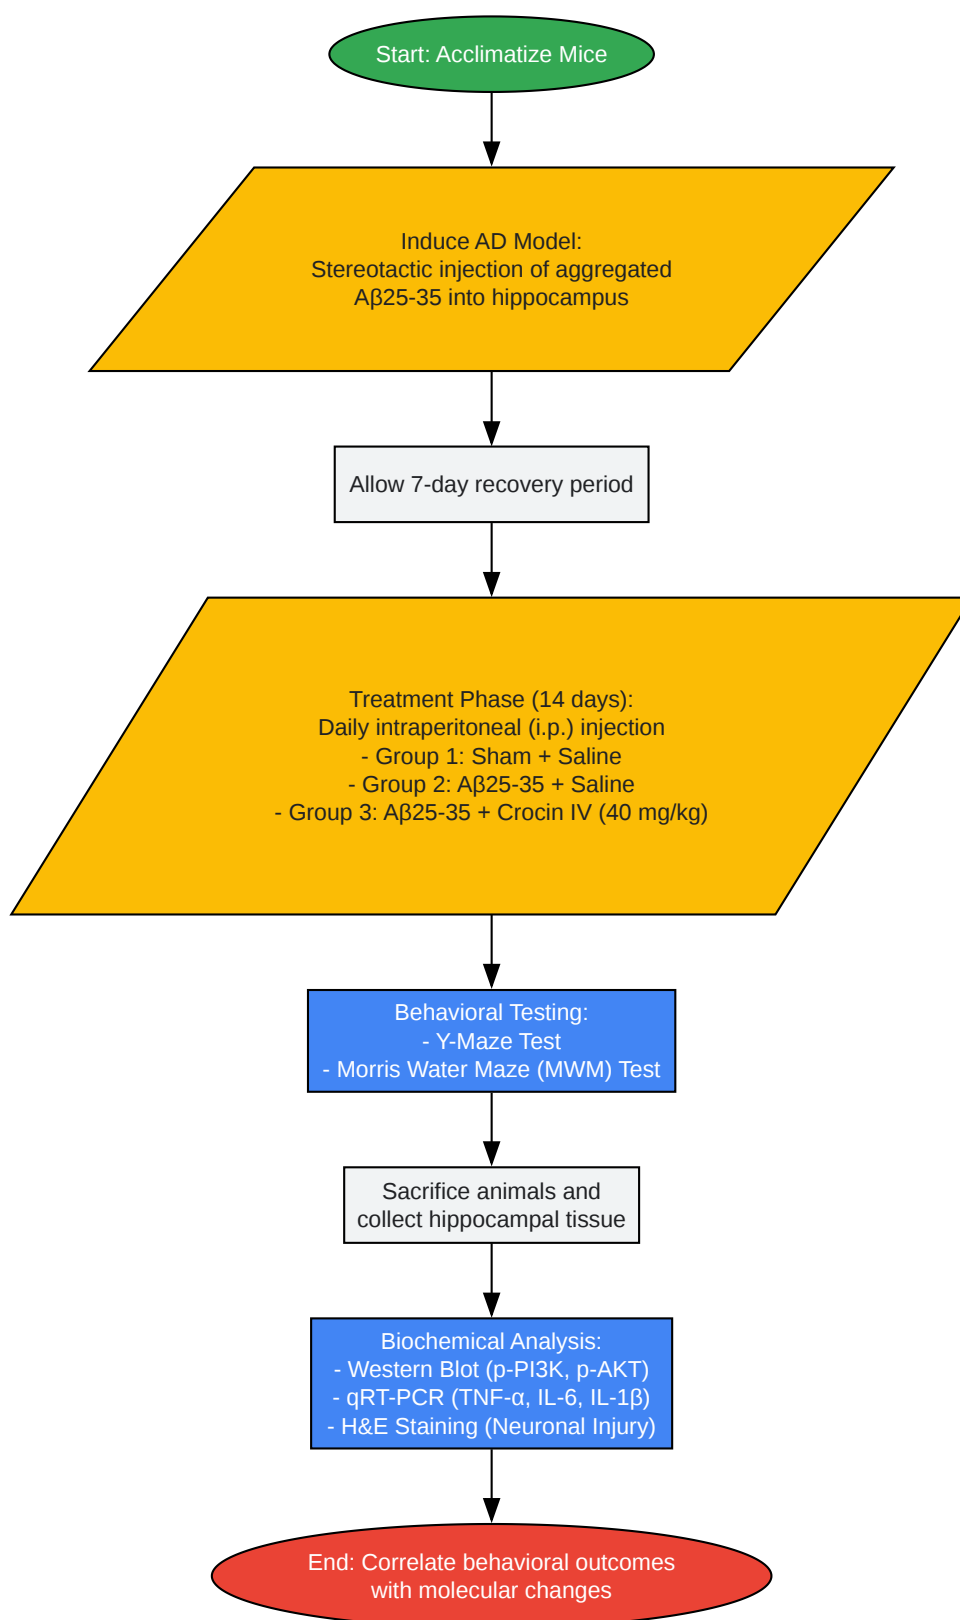 Start: Acclimatize Mice
Induce AD Model:
Stereotactic injection of aggregated
Aβ25-35 into hippocampus
Allow 7-day recovery period
Treatment Phase (14 days):
Daily intraperitoneal (i.p.) injection
- Group 1: Sham + Saline
- Group 2: Aβ25-35 + Saline
- Group 3: Aβ25-35 + Crocin IV (40 mg/kg)
Behavioral Testing:
- Y-Maze Test
- Morris Water Maze (MWM) Test
Sacrifice animals and
collect hippocampal tissue
Biochemical Analysis:
- Western Blot (p-PI3K, p-AKT)
- qRT-PCR (TNF-α, IL-6, IL-1β)
- H&E Staining (Neuronal Injury)
End: Correlate behavioral outcomes
with molecular changes